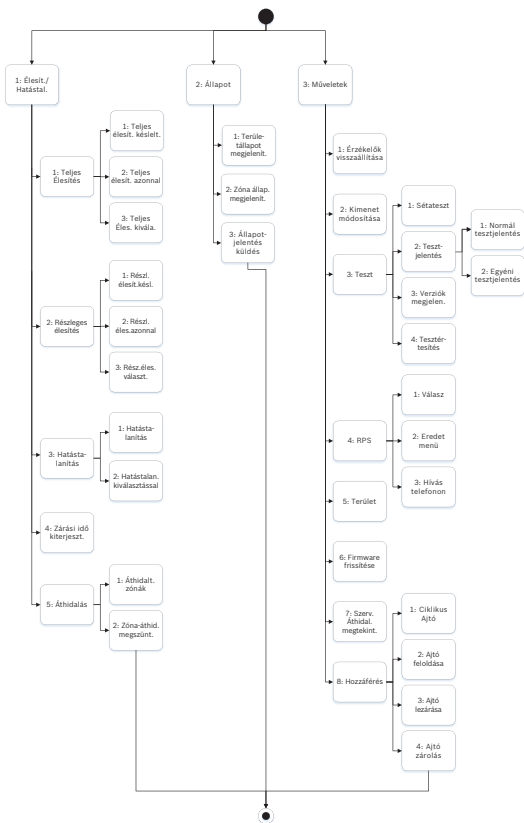 1: Élesít./
Hatástal.
1: Teljes
Élesítés
1: Teljes
élesít. késlelt.
2: Teljes
élesít. azonnal
3: Teljes
Éles. kivála.
2: Részleges
élesítés
1: Részl.
élesít.késl.
2: Részl.
éles.azonnal
3: Rész.éles.
választ.
3: Hatásta-
lanítás
1: Hatásta-
lanítás
2: Hatástalan.
kiválasztással
4: Zárási idő
kiterjeszt.
5: Áthidalás
1: Áthidalt.
zónák
2: Zóna-áthid.
megszűnt.
2: Állapot
1: Terüle-
tállapot
megjelenít.
2: Zóna állap.
megjelenít.
3: Állapot-
jelentés
küldés
3: Műveletek
1: Érzékelők
visszaállítása
2: Kimenet
módosítása
3: Teszt
1: Sétateszt
2: Teszt-
jelentés
1: Normál
tesztjelentés
2: Egyéni
tesztjelentés
3: Verziók
megjelen.
4: Tesztér-
tesítés
4: RPS
1: Válasz
2: Eredet
menü
3: Hívás
telefonon
5: Terület
6: Firmware
frissítése
7: Szerv.
Áthidal.
megtekint.
8: Hozzáférés
1: Ciklikus
Ajtó
2: Ajtó
feloldása
3: Ajtó
lezárása
4: Ajtó
zárolás